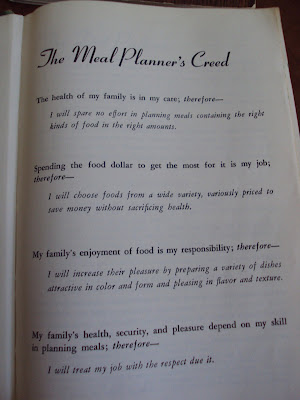 The Meal Planner's Creed
The health of my family is in my care; therefore—
I will spare no effort in planning meals containing the right
kinds of food in the right amounts.
Spending the food dollar to get the most for it is my job;
therefore—
I will choose foods from a wide variety, variously priced to
save money without sacrificing health.
My family's enjoyment of food is my responsibility; therefore—
I will increase their pleasure by preparing a variety of dishes
attractive in color and form and pleasing in flavor and texture.
My family's health, security, and pleasure depend on my skill
in planning meals; therefore—
I will treat my job with the respect due it.